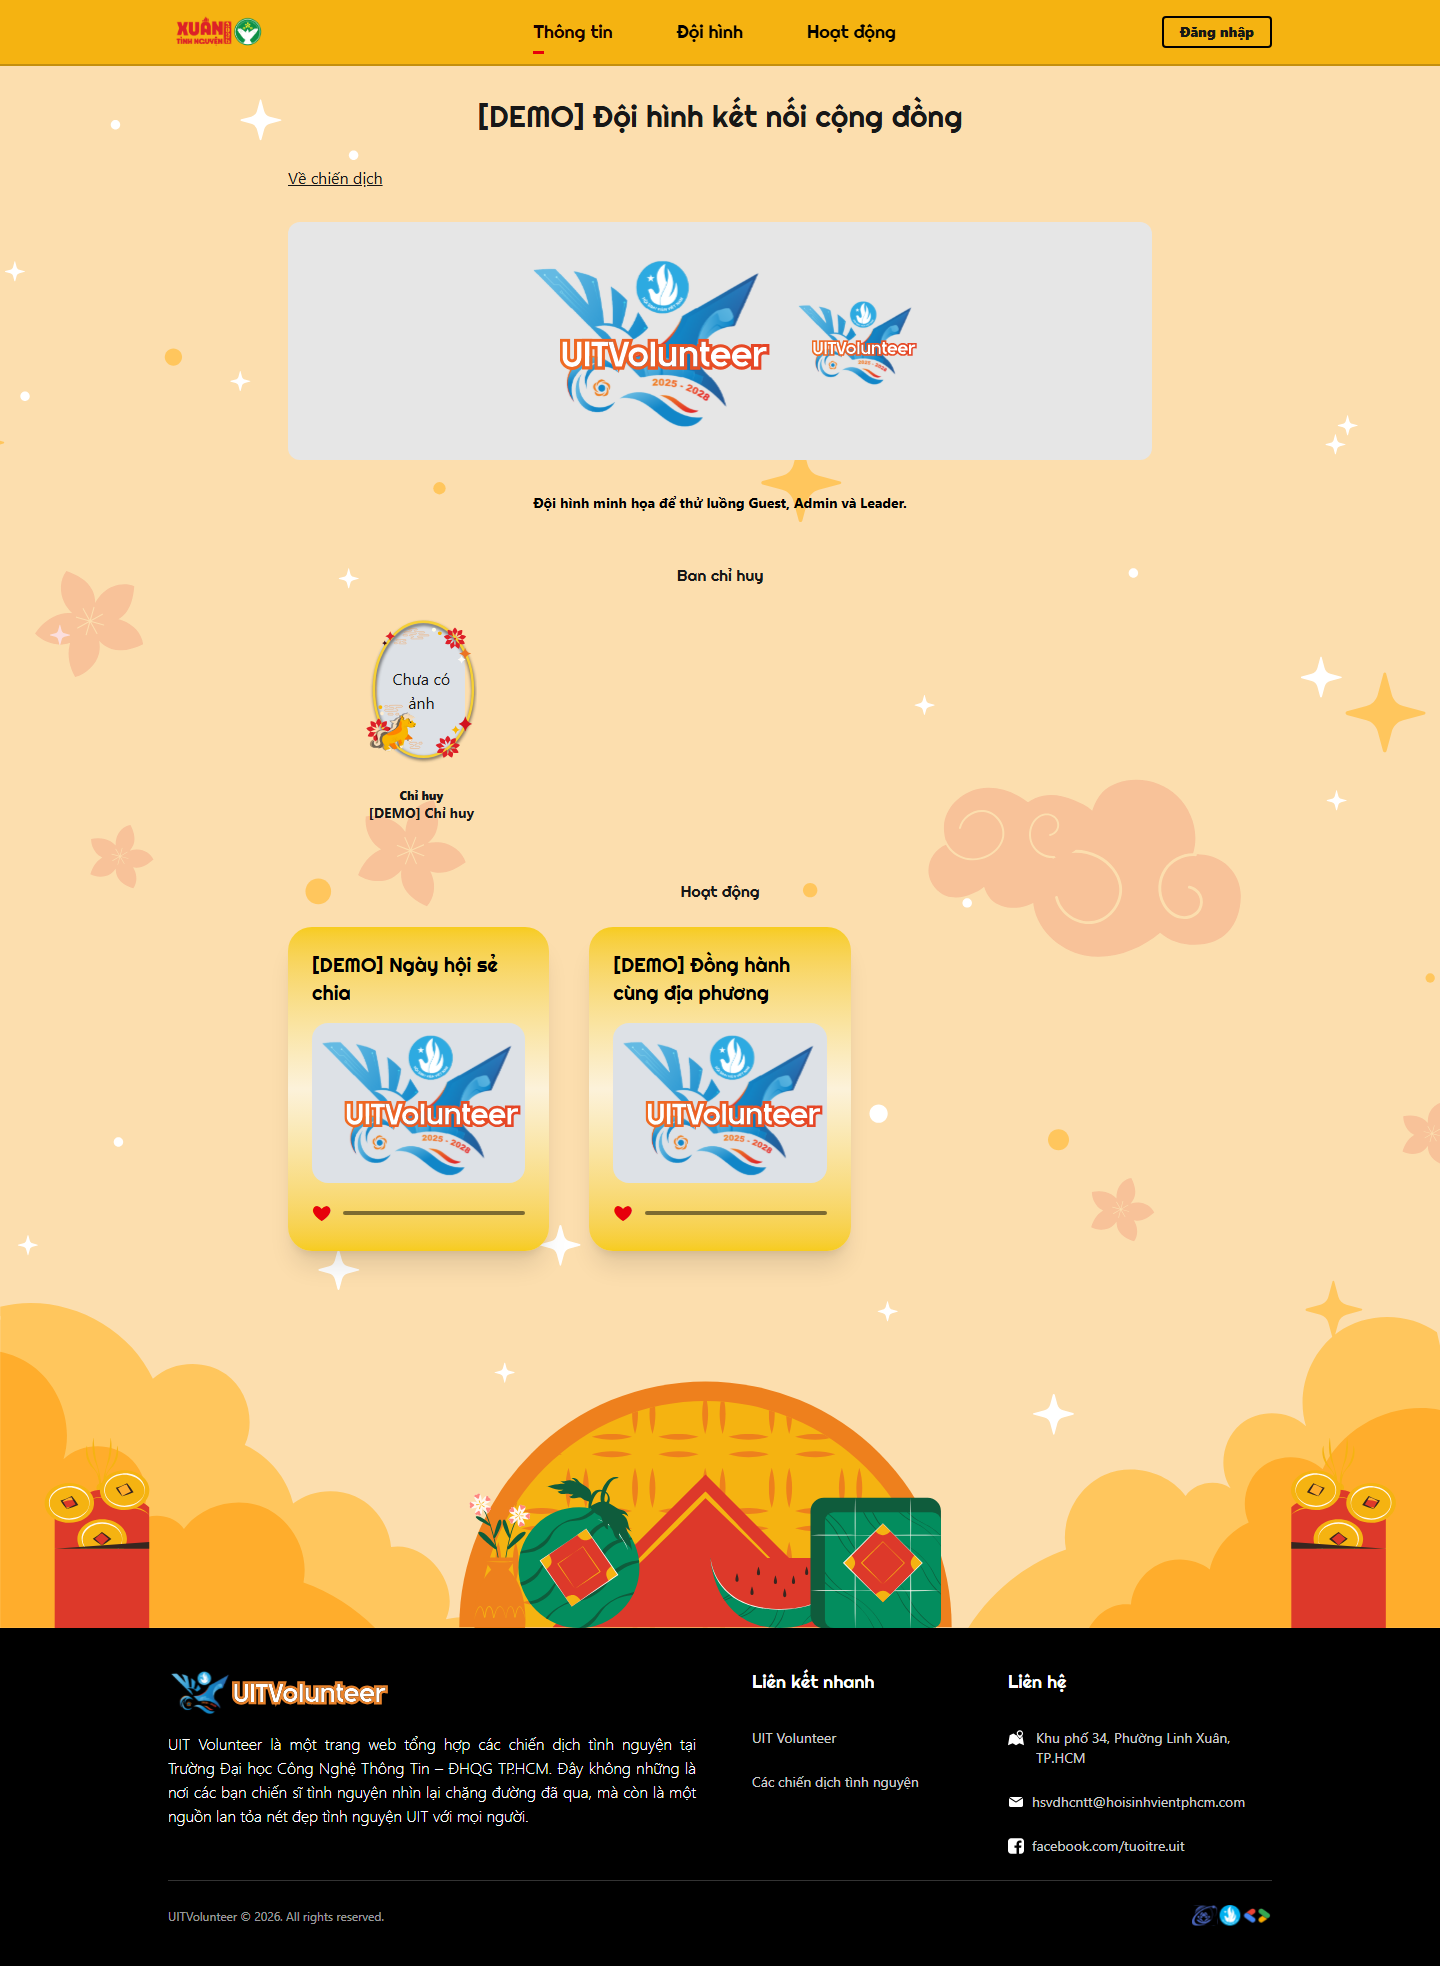 XUÂN
TÌNH NGUYỆN
Thông tin
Đội hình
Hoạt động
Đăng nhập
[DEMO] Đội hình kết nối cộng đồng
Về chiến dịch
UITVolunteer
2025 - 2028
UITVolunteer
2025 - 2028
Đội hình minh họa để thử luồng Guest, Admin và Leader.
Ban chỉ huy
Chưa có
ảnh
Chỉ huy
[DEMO] Chỉ huy
Hoạt động
[DEMO] Ngày hội sẻ
chia
UITVolunteer
2025 - 2028
[DEMO] Đồng hành
cùng địa phương
UITVolunteer
2025 - 2028
UITVolunteer
UIT Volunteer là một trang web tổng hợp các chiến dịch tình nguyện tại
Trường Đại học Công Nghệ Thông Tin – ĐHQG TP.HCM. Đây không những là
nơi các bạn chiến sĩ tình nguyện nhìn lại chặng đường đã qua, mà còn là một
nguồn lan tỏa nét đẹp tình nguyện UIT với mọi người.
Liên kết nhanh
UIT Volunteer
Các chiến dịch tình nguyện
Liên hệ
Khu phố 34, Phường Linh Xuân,
TP.HCM
hsvdhcntt@hoisinhvientphcm.com
facebook.com/tuoitre.uit
UITVolunteer © 2026. All rights reserved.